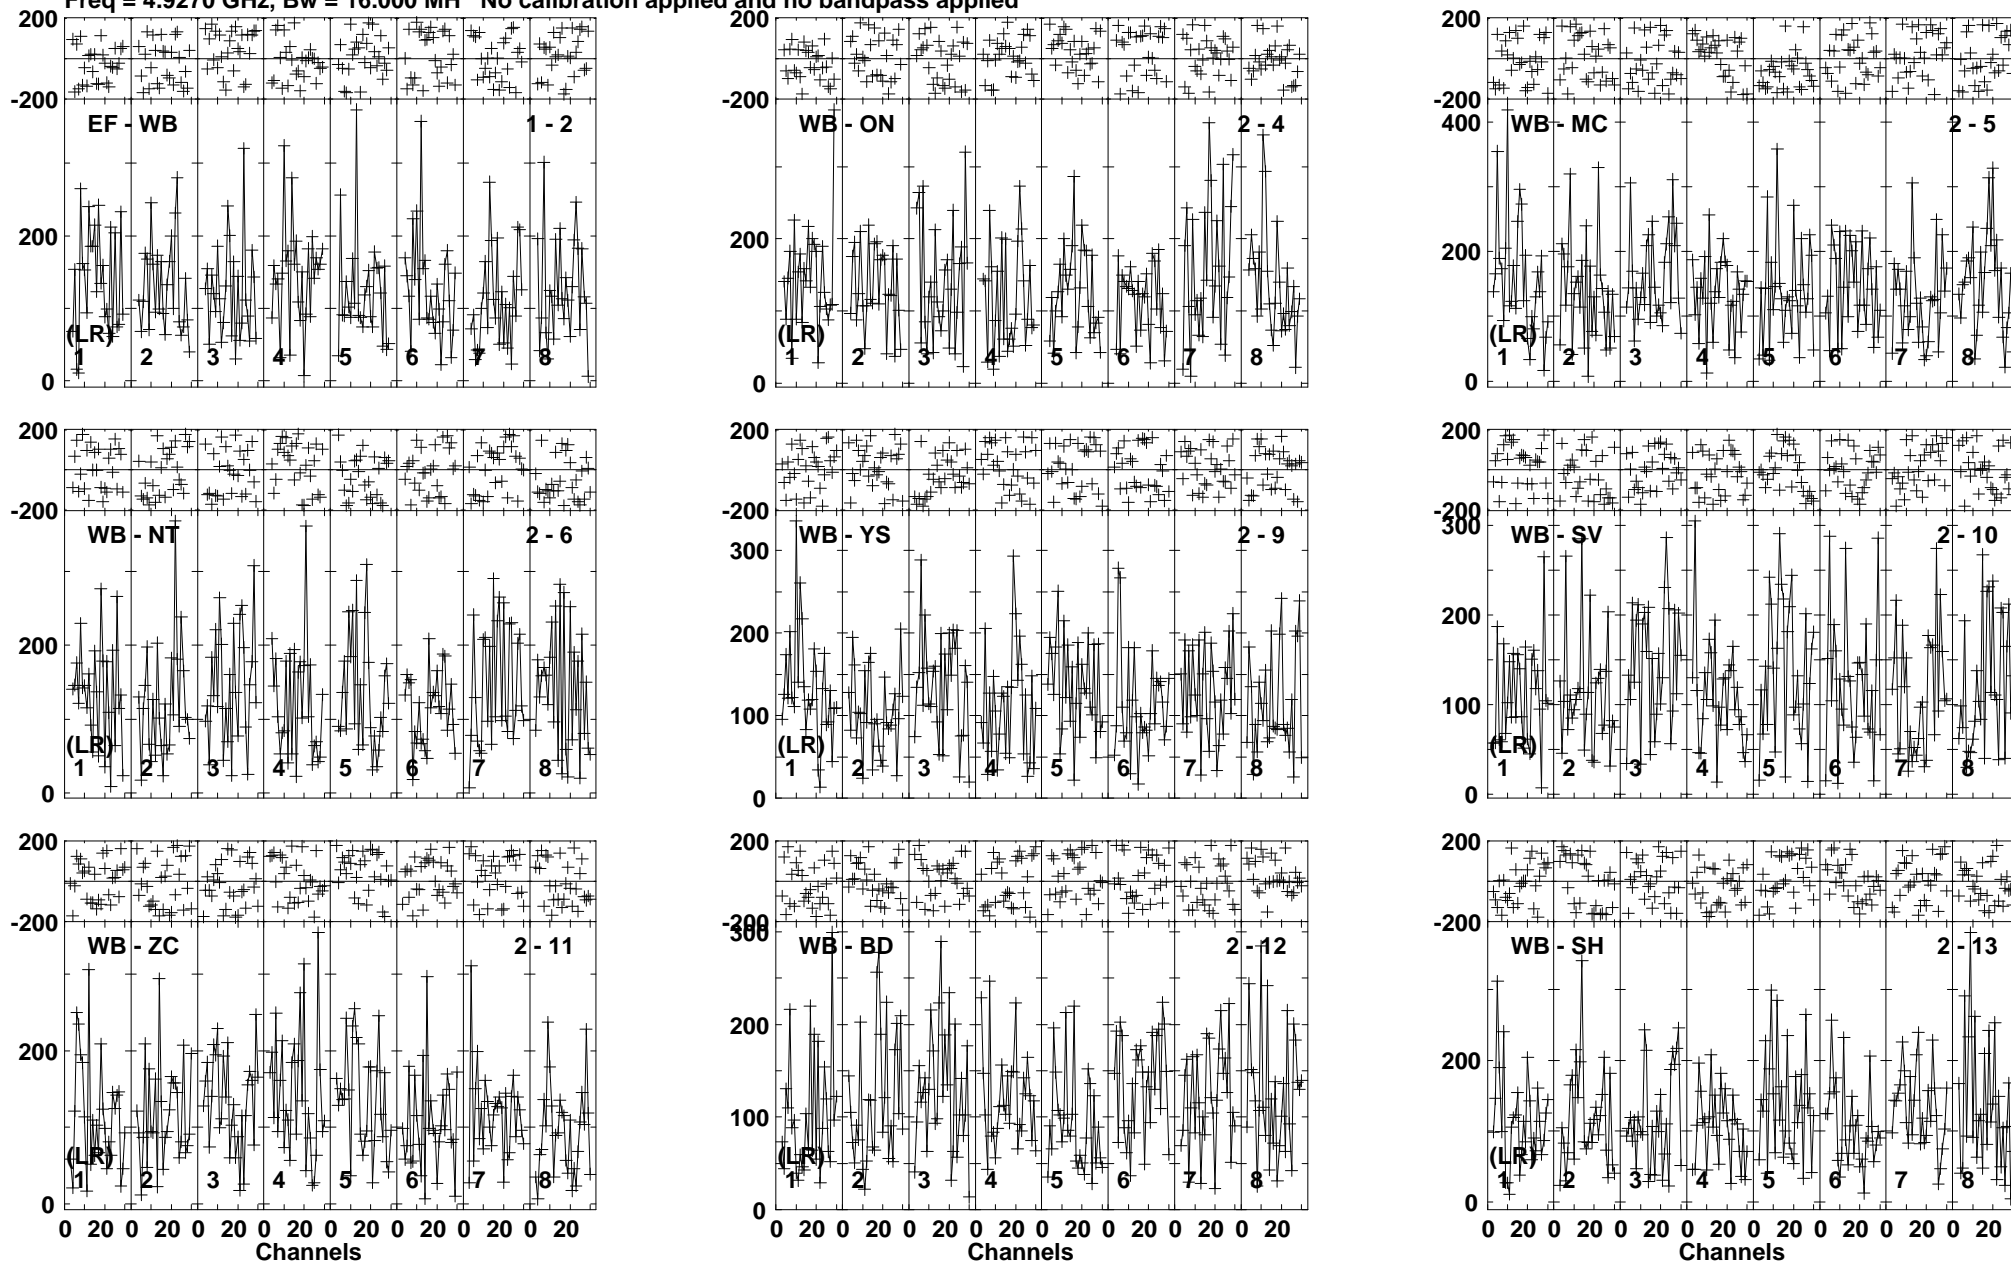 Freq = 4.9270 GHz, Bw = 16.000 MH No calibration applied and no bandpass applied
200 200 200
-200 -200 -200
EF - WB 1 - 2 WB - ON 2 - 4 WB - MC 2 - 5
400
200 200 200
(LR) (LR) (LR)
1 2 3 4 5 6 7 8 1 2 3 4 5 6 7 8 1 2 3 4 5 6 7 8
0 0 0
200 200 200
-200 -200 -200
WB - NT 2 - 6 WB - YS 2 - 9 WB - SV 2 - 10
300 300
200 200 200
100 100
(LR) (LR) (LR)
1 2 3 4 5 6 7 8 1 2 3 4 5 6 7 8 1 2 3 4 5 6 7 8
0 0 0
200 200 200
-200 -200 -200
WB - ZC 2 - 11 WB - BD 2 - 12 WB - SH 2 - 13
300
200 200 200
100
(LR) (LR) (LR)
1 2 3 4 5 6 7 8 1 2 3 4 5 6 7 8 1 2 3 4 5 6 7 8
0 0 0
0 20 0 20 0 20 0 20 0 20 0 20 0 20 0 20 0 20 0 20 0 20 0 20 0 20 0 20 0 20 0 20 0 20 0 20 0 20 0 20 0 20 0 20 0 20 0 20
Channels Channels Channels